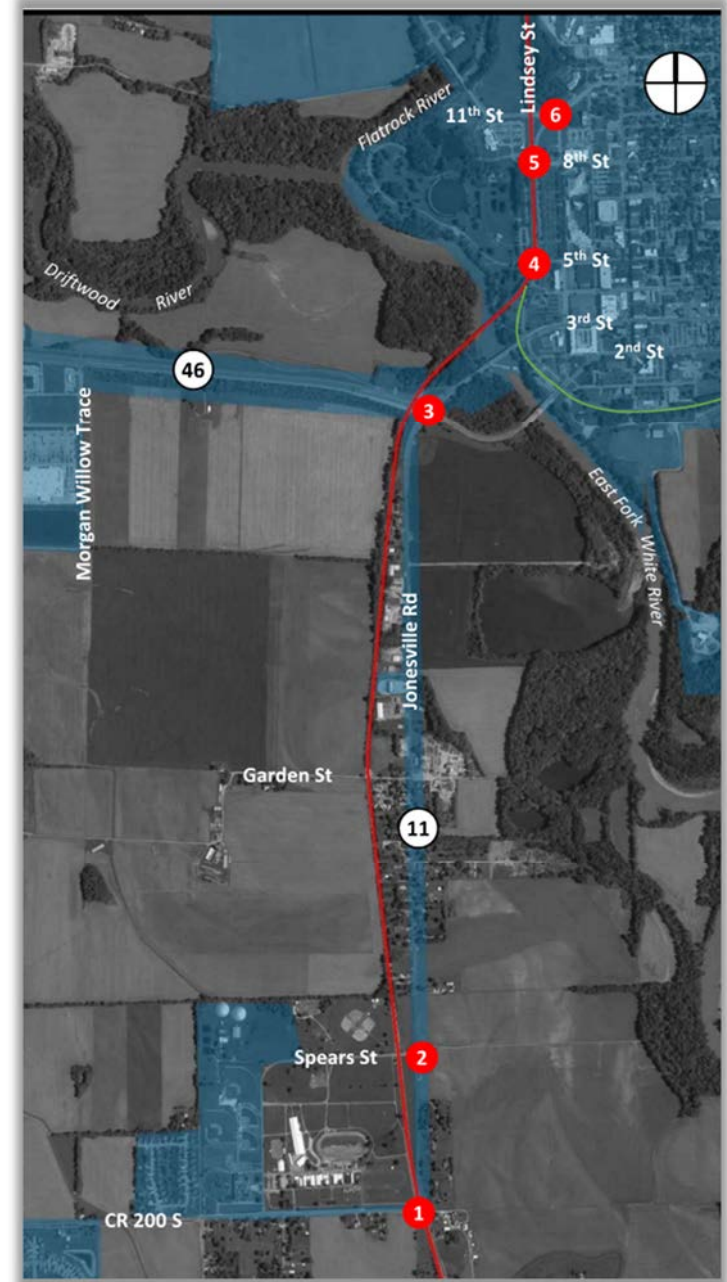 Lindsey St
Flatrock River
11th St
6
5
8th St
Driftwood River
4
5th St
3rd St
2nd St
46
3
Morgan Willow Trace
East Fork White River
Jonesville Rd
Garden St
11
Spears St
2
CR 200 S
1